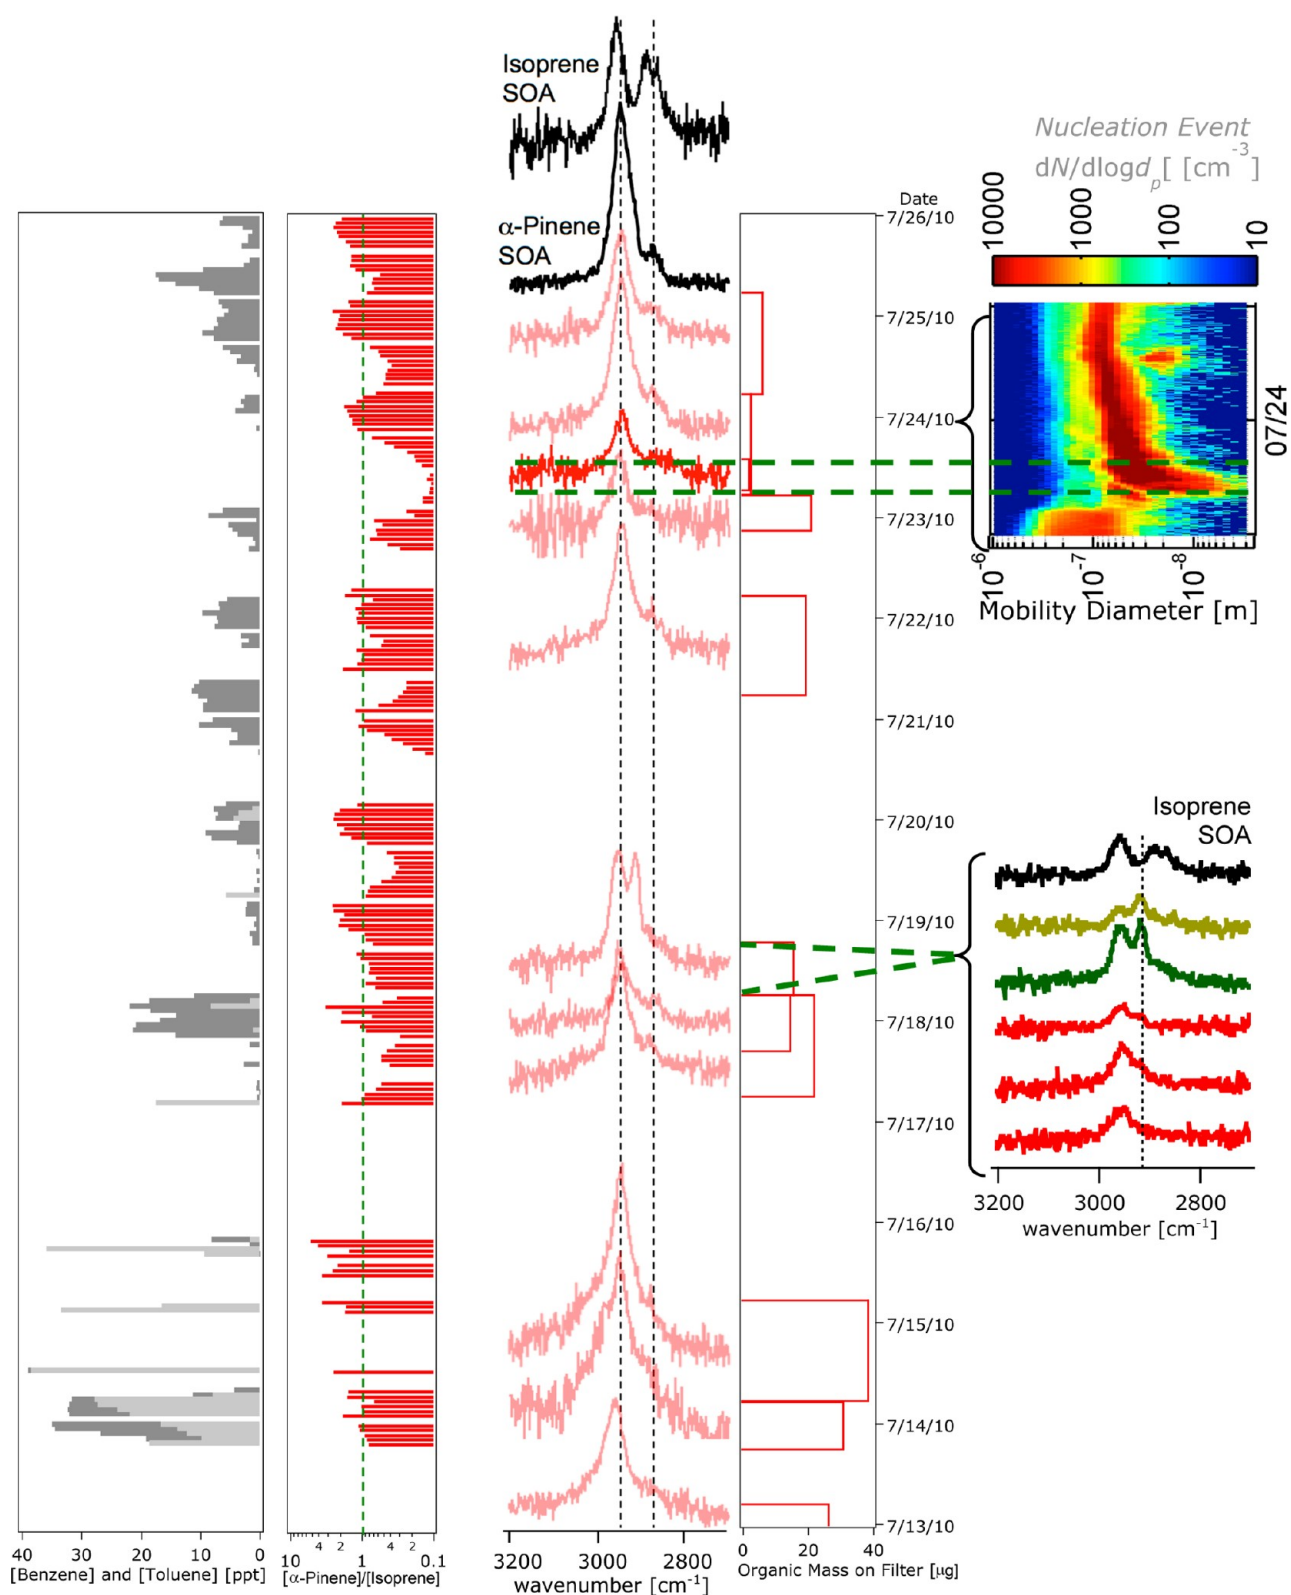 Isoprene
SOA
α-Pinene
SOA
Nucleation Event
dN/dlogdp[ [cm-3]
10000
1000
100
10
07/24
10-6
10-7
10-8
Mobility Diameter [m]
Date
7/26/10
7/25/10
7/24/10
7/23/10
7/22/10
7/21/10
7/20/10
7/19/10
7/18/10
7/17/10
7/16/10
7/15/10
7/14/10
7/13/10
Isoprene
SOA
3200 3000 2800
wavenumber [cm-1]
40 30 20 10 0
[Benzene] and [Toluene] [ppt]
10 4 2 1 4 2 0.1
[α-Pinene]/[Isoprene]
3200 3000 2800
wavenumber [cm-1]
0 20 40
Organic Mass on Filter [µg]